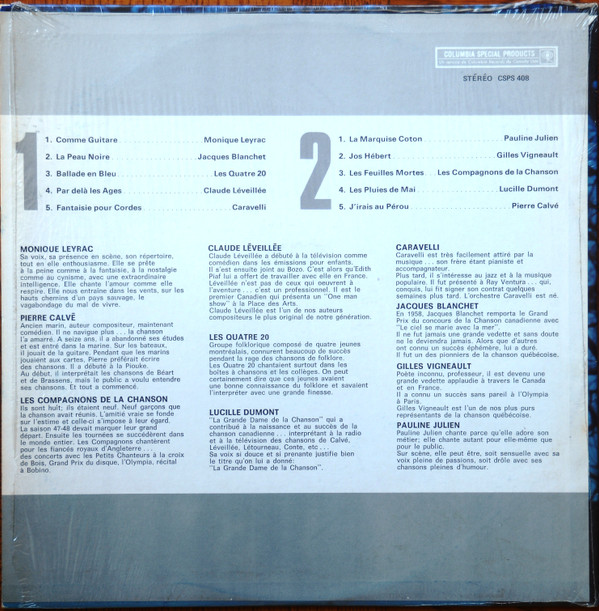 COLUMBIA SPECIAL PRODUCTS
STÉRÉO CSPS 408
1
1. Comme Guitare Monique Leyrac
2. La Peau Noire Jacques Blanchet
3. Ballade en Bleu Les Quatre 20
4. Par delà les Ages Claude Léveillée
5. Fantaisie pour Cordes Caravelli
2
1. La Marquise Coton Pauline Julien
2. Jos Hébert Gilles Vigneault
3. Les Feuilles Mortes Les Compagnons de la Chanson
4. Les Pluies de Mai Lucille Dumont
5. J'irais au Pérou Pierre Calvé
MONIQUE LEYRAC
Sa voix, sa présence en scène, son répertoire,
tout en elle enthousiasme. Elle se prête
à la peine comme à la fantaisie, à la nostalgie
comme au cynisme, avec une extraordinaire
intelligence. Elle chante l'amour comme elle
respire. Elle nous entraine dans les vents, sur les
hauts chemins d'un pays sauvage, le
vagabondage du mal de vivre.
PIERRE CALVÉ
Ancien marin, auteur compositeur, maintenant
comédien. Il ne navigue plus ... la chanson
l'a amarré. A seize ans, il a abandonné ses études
et est entré dans la marine. Sur les bateaux,
il jouait de la guitare. Pendant que les marins
jouaient aux cartes, Pierre préférait écrire
des chansons. Il a débuté à la Piouke.
Au début, il interprétait les chansons de Béart
et de Brassens, mais le public a voulu entendre
ses chansons. Et tout a commencé.
LES COMPAGNONS DE LA CHANSON
Ils sont huit; ils étaient neuf. Neuf garçons que
la chanson avait réunis. L'amitié vraie se fonde
sur l'estime et celle-ci s'impose à leur égard.
La saison 47-48 devait marquer leur grand
départ. Ensuite les tournées se succédèrent dans
le monde entier. Les Compagnons chantèrent
pour les fiancés royaux d'Angleterre ...
des concerts avec les Petits Chanteurs à la croix
de Bois, Grand Prix du disque, l'Olympia, récital
à Bobino.
CLAUDE LÉVEILLÉE
Claude Léveillée a débuté à la télévision comme
comédien dans les émissions pour enfants.
Il s'est ensuite joint au Bozo. C'est alors qu'Edith
Piaf lui a offert de travailler avec elle en France.
Léveillée n'est pas de ceux qui oeuvrent à
l'aventure ... c'est un professionnel. Il est le
premier Canadien qui présenta un "One man
show" à la Place des Arts.
Claude Léveillée est l'un de nos auteurs
compositeurs le plus original de notre génération.
LES QUATRE 20
Groupe folklorique composé de quatre jeunes
montréalais, connurent beaucoup de succès
pendant la rage des chansons de folklore.
Les Quatre 20 chantaient surtout dans les
boîtes à chansons et les collèges. On peut
certainement dire que ces jeunes avaient
une bonne connaissance du folklore et savaient
l'interpréter avec une grande finesse.
LUCILLE DUMONT
"La Grande Dame de la Chanson" qui a
contribué à la naissance et au succès de la
chanson canadienne ... interprétant à la radio
et à la télévision des chansons de Calvé,
Léveillée, Létourneau, Conte, etc ...
Sa voix si douce et si prenante justifie bien
le titre qu'on lui a donné:
"La Grande Dame de la Chanson".
CARAVELLI
Caravelli est très facilement attiré par la
musique ... son frère étant pianiste et
accompagnateur.
Plus tard, il s'intéresse au jazz et à la musique
populaire. Il fut présenté à Ray Ventura ... qui,
conquis, lui fit signer son contrat quelques
semaines plus tard. L'orchestre Caravelli est né.
JACQUES BLANCHET
En 1958, Jacques Blanchet remporte le Grand
Prix du concours de la Chanson canadienne avec
"Le ciel se marie avec la mer".
Il ne fut jamais une grande vedette et sans doute
ne le deviendra jamais. Alors que d'autres
ont connu un succès éphémère, lui a duré.
Il fut un des pionniers de la chanson québécoise.
GILLES VIGNEAULT
Poète inconnu, professeur, il est devenu une
grande vedette applaudie à travers le Canada
et en France.
Il a connu un succès sans pareil à l'Olympia
à Paris.
Gilles Vigneault est l'un de nos plus purs
représentants de la chanson québécoise.
PAULINE JULIEN
Pauline Julien chante parce qu'elle adore son
métier; elle chante autant pour elle-même que
pour le public.
Sur scène, elle peut être, soit sensuelle avec sa
voix pleine de passions, soit drôle avec ses
chansons pleines d'humour.